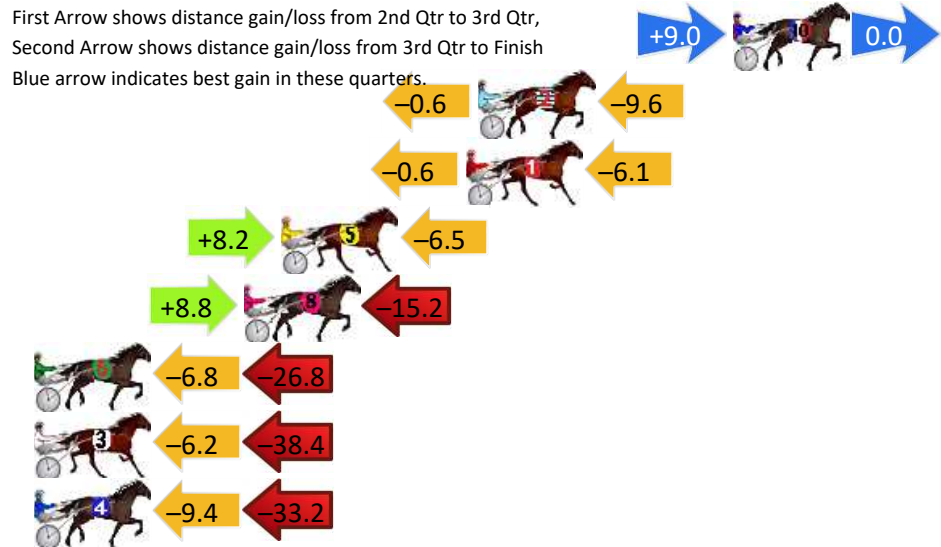 First Arrow shows distance gain/loss from 2nd Qtr to 3rd Qtr,
Second Arrow shows distance gain/loss from 3rd Qtr to Finish
Blue arrow indicates best gain in these quarters.
+9.0 10 0.0
−0.6 2 −9.6
−0.6 1 −6.1
+8.2 5 −6.5
+8.8 8 −15.2
−6.8 −26.8
3 −6.2 −38.4
4 −9.4 −33.2